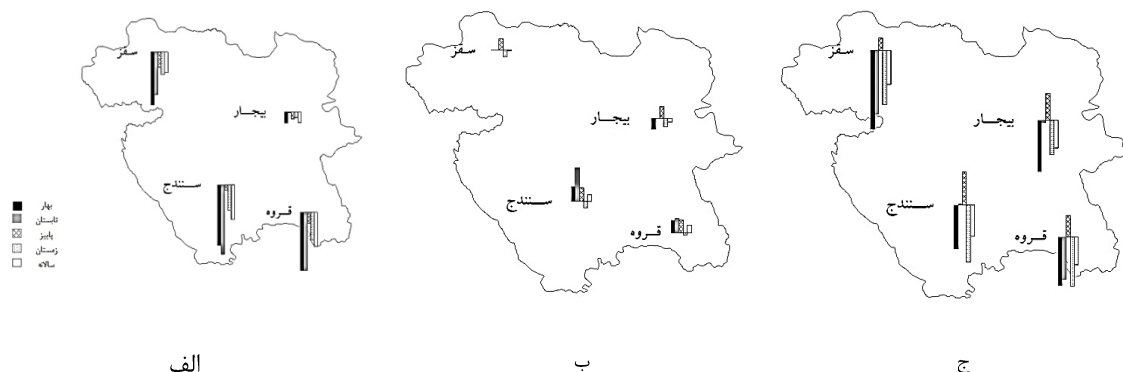 سقز
بیجار
سنندج
قروه
بهار
تابستان
پاییز
زمستان
سالانه
الف
سقز
بیجار
سنندج
قروه
ب
سقز
بیجار
سنندج
قروه
ج